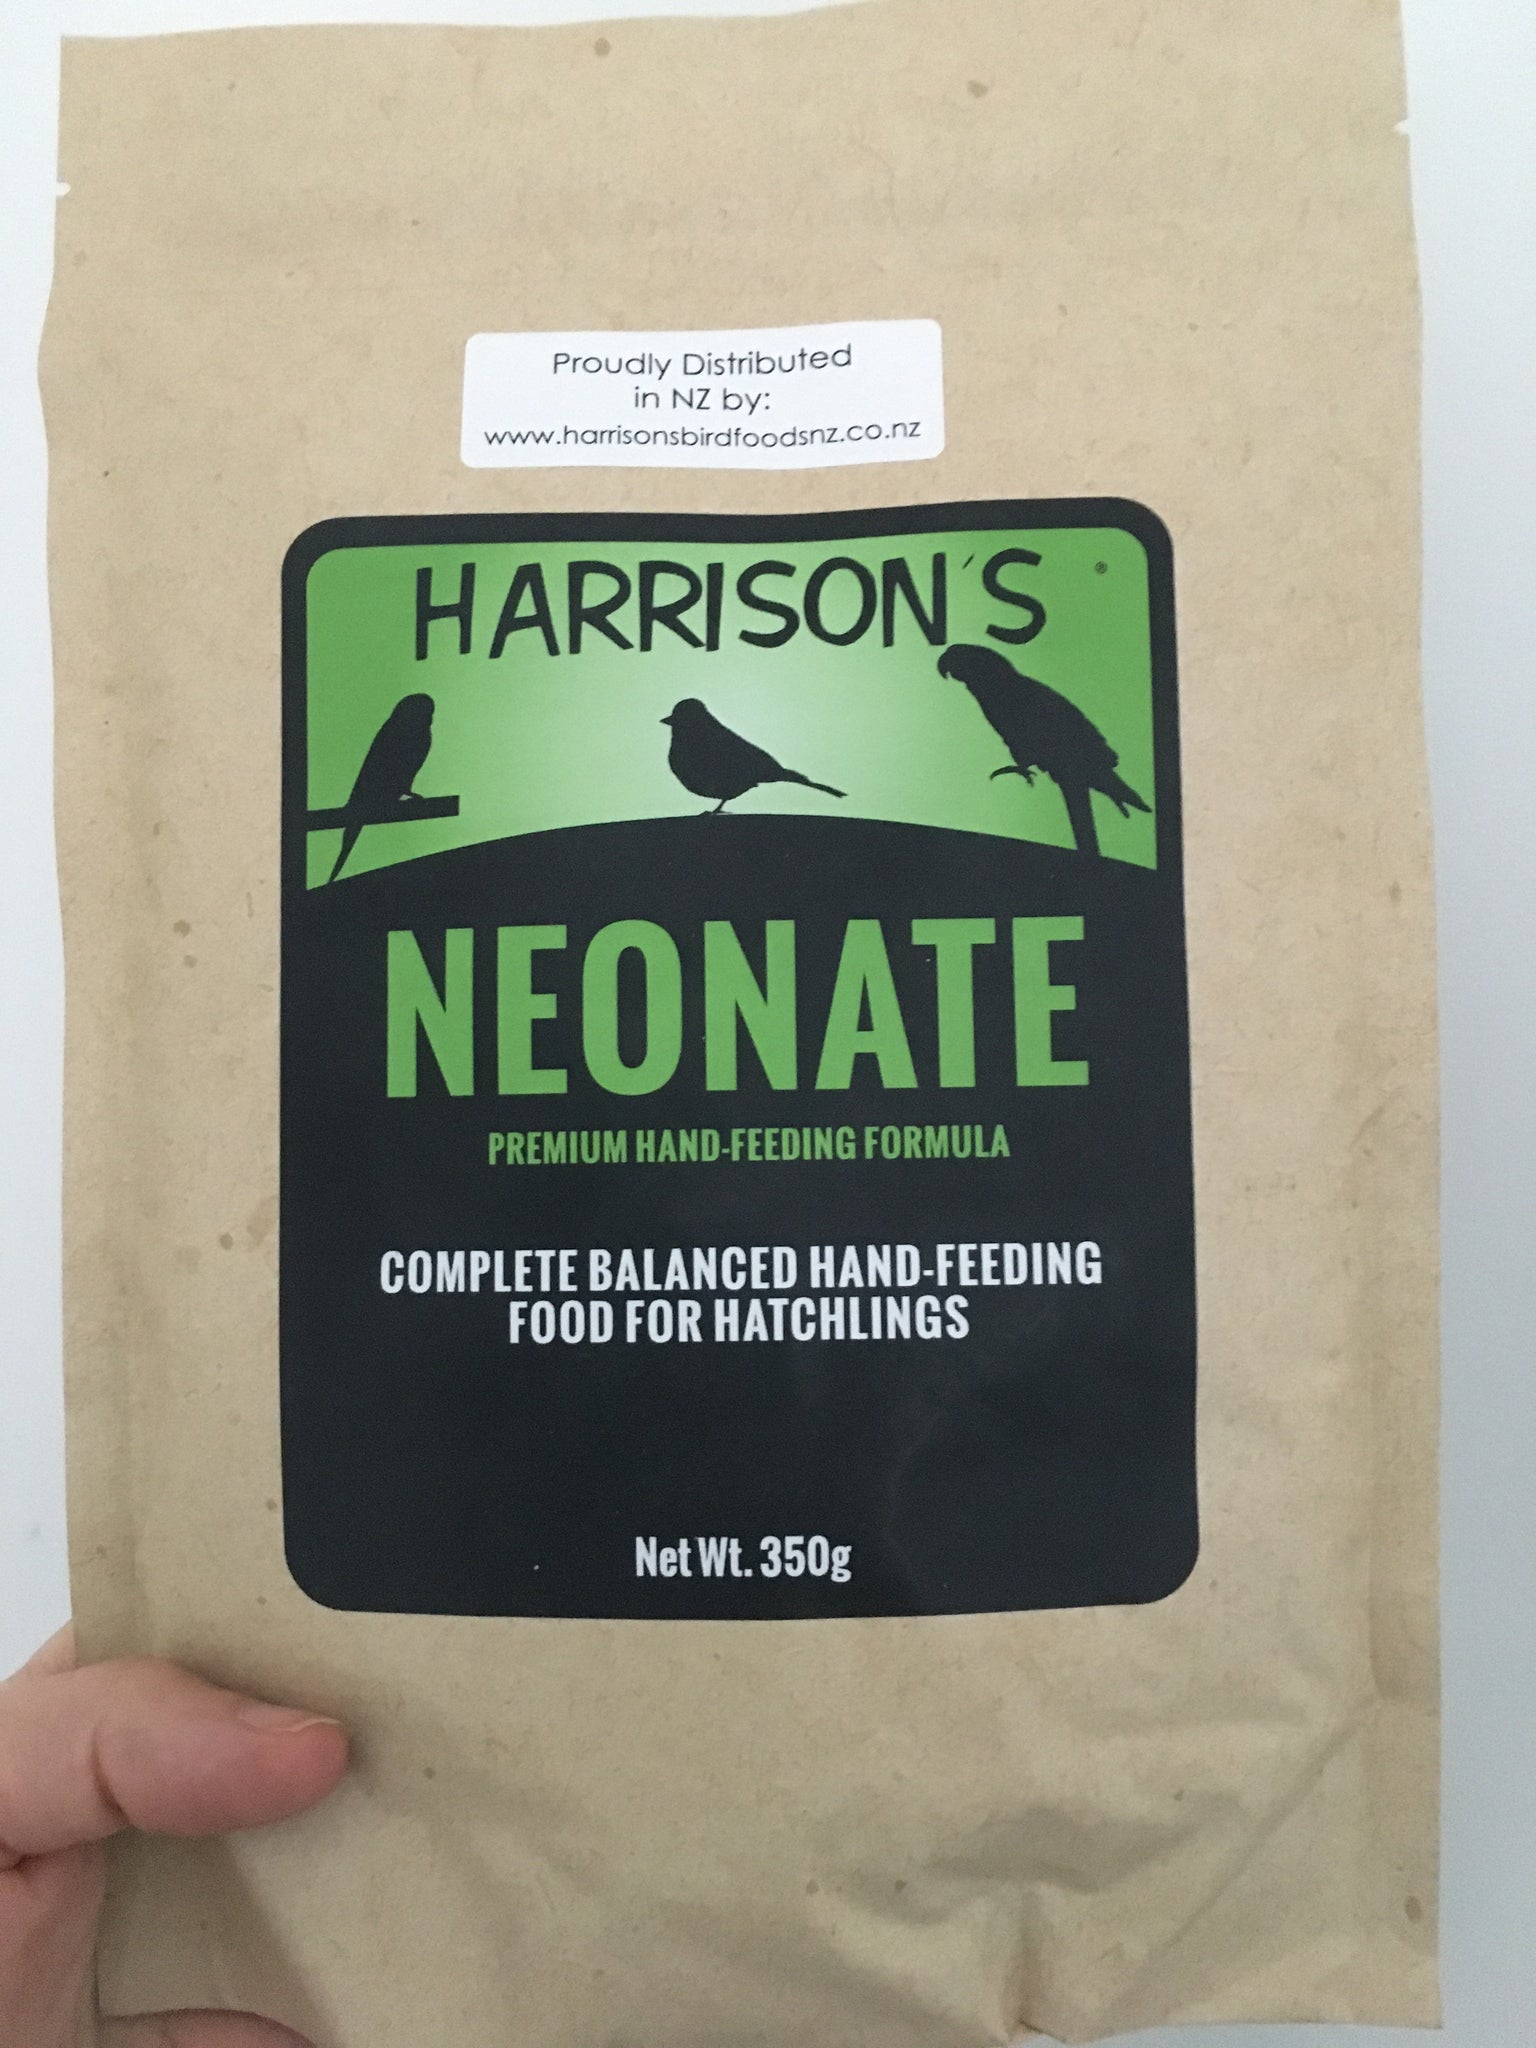 Proudly Distributed
in NZ by:
www.harrisonsbirdfoodsnz.co.nz
HARRISON'S ®
NEONATE
PREMIUM HAND-FEEDING FORMULA
COMPLETE BALANCED HAND-FEEDING
FOOD FOR HATCHLINGS
Net Wt. 350g